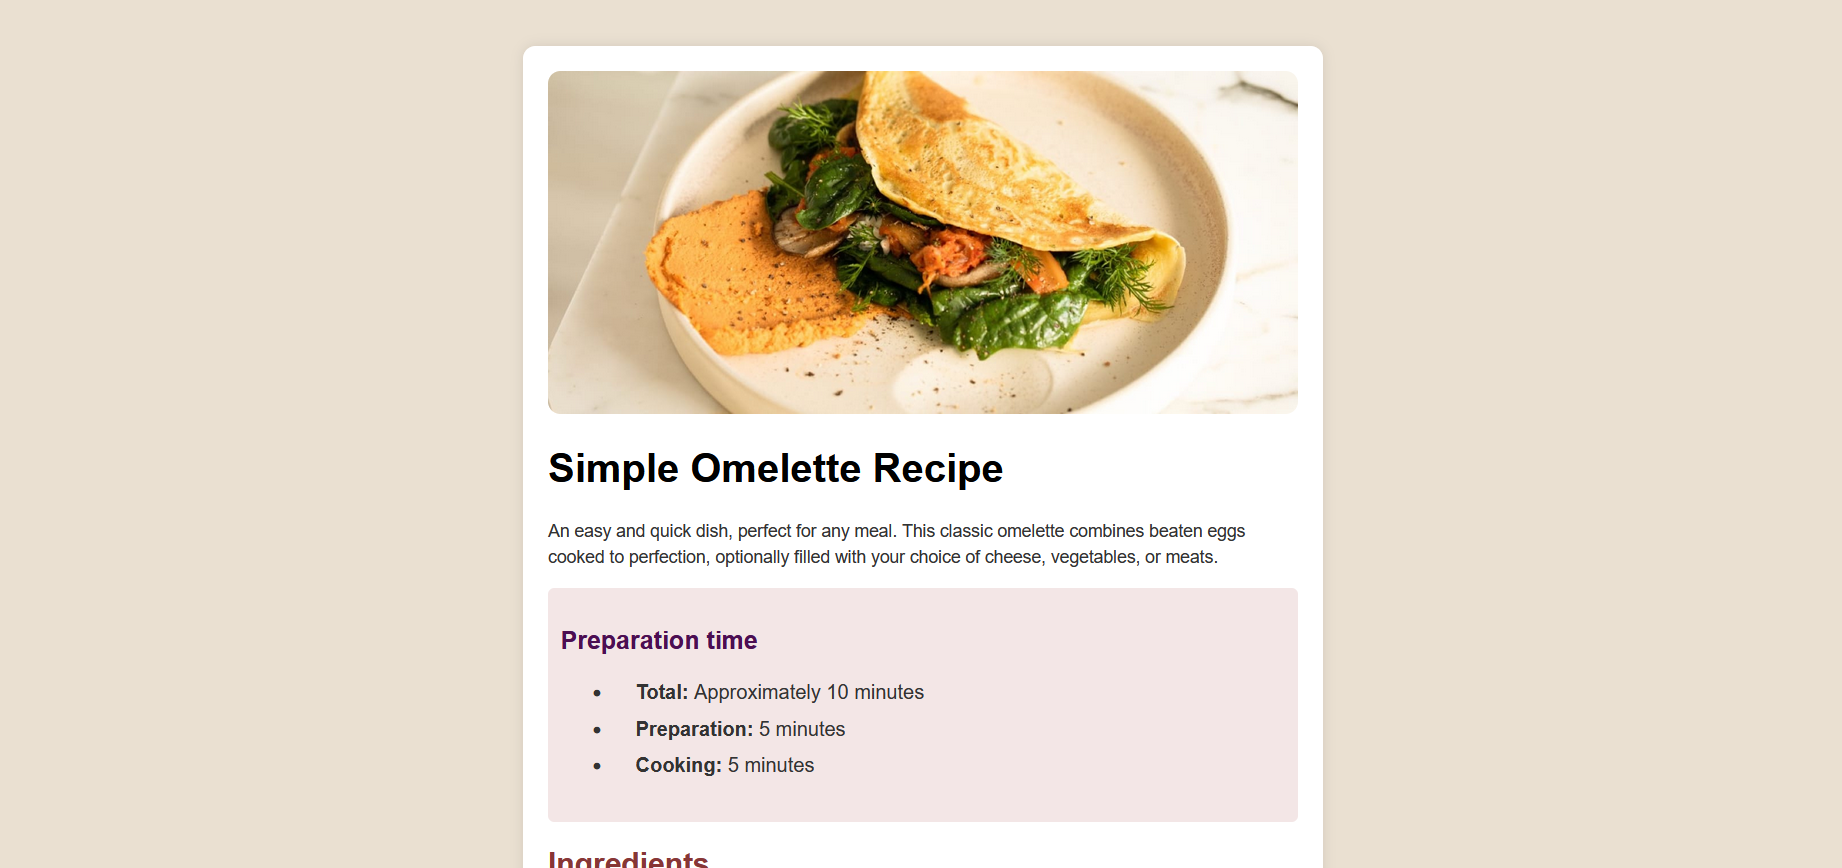 Simple Omelette Recipe
An easy and quick dish, perfect for any meal. This classic omelette combines beaten eggs
cooked to perfection, optionally filled with your choice of cheese, vegetables, or meats.
Preparation time
• Total: Approximately 10 minutes
• Preparation: 5 minutes
• Cooking: 5 minutes
Ingredients